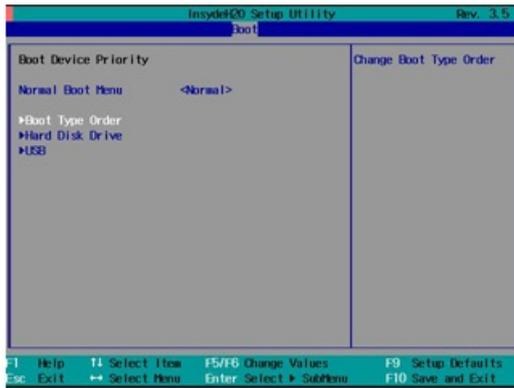 InsydeH2O Setup Utility Rev. 3.5
Boot
Boot Device Priority
Change Boot Type Order
Normal Boot Menu <Normal>
▶Boot Type Order
▶Hard Disk Drive
▶USB
F1 Help ↑↓ Select Item F5/F6 Change Values F9 Setup Defaults
Esc Exit ↔ Select Menu Enter Select ▶ SubMenu F10 Save and Exit